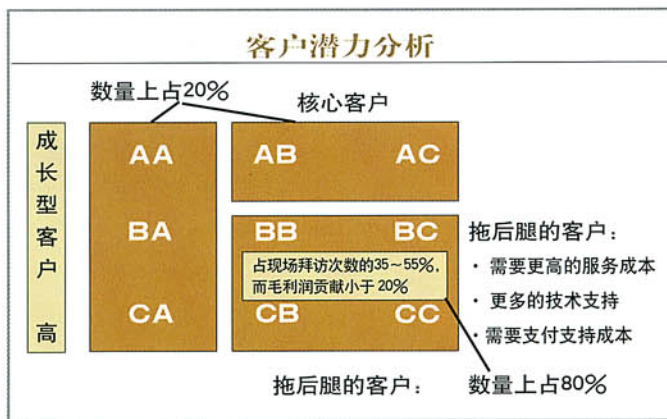 客户潜力分析
数量上占20%
核心客户
成长型客户 高
AA
AB
AC
BA
BB
BC
占现场拜访次数的35～55%,
而毛利润贡献小于20%
CA
CB
CC
拖后腿的客户：
· 需要更高的服务成本
· 更多的技术支持
· 需要支付支持成本
拖后腿的客户：
数量上占80%